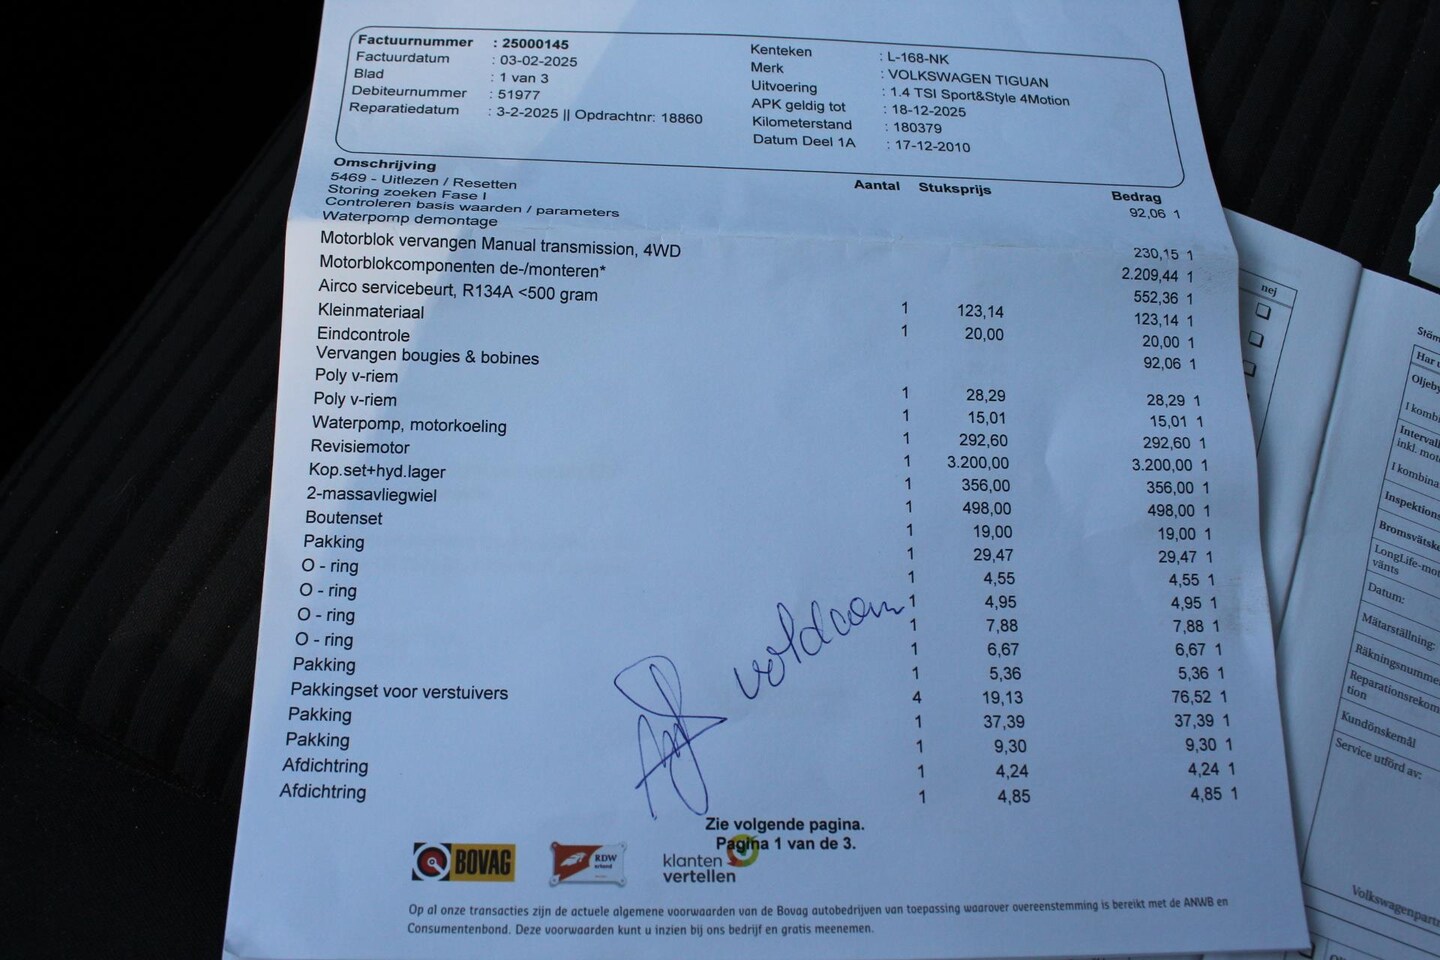 Factuurnummer : 25000145
Factuurdatum : 03-02-2025
Blad : 1 van 3
Debiteurnummer : 51977
Reparatiedatum : 3-2-2025 || Opdrachtnr: 18860
Kenteken : L-168-NK
Merk : VOLKSWAGEN TIGUAN
Uitvoering : 1.4 TSI Sport&Style 4Motion
APK geldig tot : 18-12-2025
Kilometerstand : 180379
Datum Deel 1A : 17-12-2010
Omschrijving Aantal Stuksprijs Bedrag
5469 - Uitlezen / Resetten 92,06 1
Storing zoeken Fase I
Controleren basis waarden / parameters
Waterpomp demontage 230,15 1
Motorblok vervangen Manual transmission, 4WD 2.209,44 1
Motorblokcomponenten de-/monteren* 552,36 1
Airco servicebeurt, R134A <500 gram 1 123,14 123,14 1
Kleinmateriaal 1 20,00 20,00 1
Eindcontrole 92,06 1
Vervangen bougies & bobines
Poly v-riem 1 28,29 28,29 1
Poly v-riem 1 15,01 15,01 1
Waterpomp, motorkoeling 1 292,60 292,60 1
Revisiemotor 1 3.200,00 3.200,00 1
Kop.set+hyd.lager 1 356,00 356,00 1
2-massavliegwiel 1 498,00 498,00 1
Boutenset 1 19,00 19,00 1
Pakking 1 29,47 29,47 1
O - ring 1 4,55 4,55 1
O - ring 1 4,95 4,95 1
O - ring 1 7,88 7,88 1
O - ring 1 6,67 6,67 1
Pakking 1 5,36 5,36 1
Pakkingset voor verstuivers 4 19,13 76,52 1
Pakking 1 37,39 37,39 1
Pakking 1 9,30 9,30 1
Afdichtring 1 4,24 4,24 1
Afdichtring 1 4,85 4,85 1
voldaan
Zie volgende pagina.
Pagina 1 van de 3.
BOVAG
RDW
erkend
klanten
vertellen
Op al onze transacties zijn de actuele algemene voorwaarden van de Bovag autobedrijven van toepassing waarover overeenstemming is bereikt met de ANWB en
Consumentenbond. Deze voorwaarden kunt u inzien bij ons bedrijf en gratis meenemen.
nej
Datum:
Mätarställning:
Kundönskemål
Service utförd av: